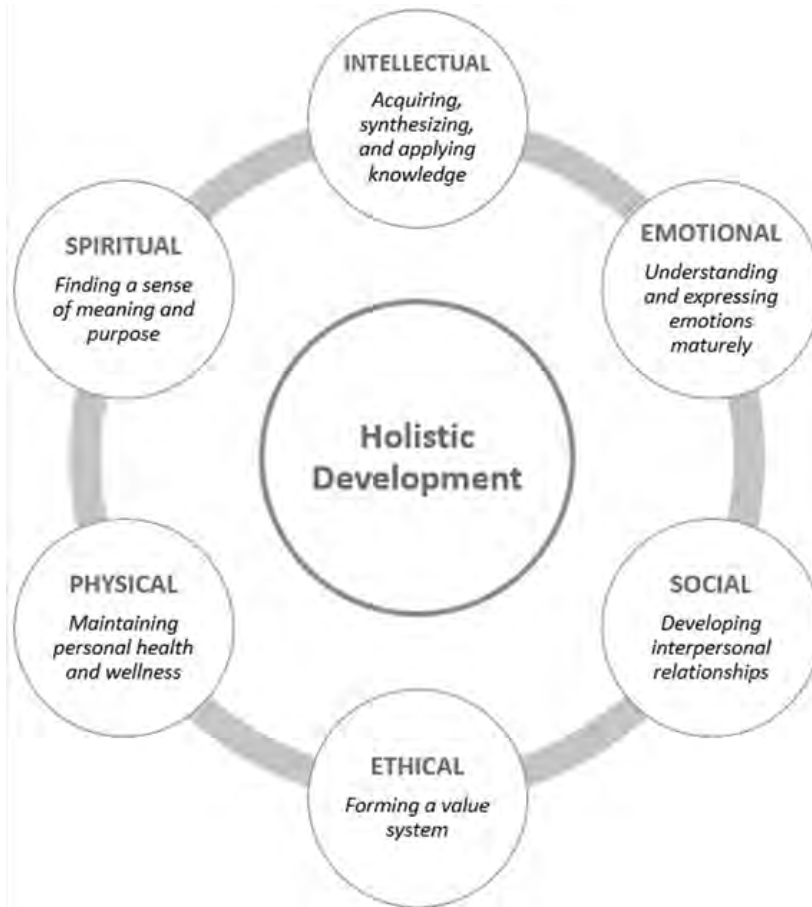 INTELLECTUAL
Acquiring,
synthesizing,
and applying
knowledge
EMOTIONAL
Understanding
and expressing
emotions
maturely
SOCIAL
Developing
interpersonal
relationships
ETHICAL
Forming a value
system
PHYSICAL
Maintaining
personal health
and wellness
SPIRITUAL
Finding a sense
of meaning and
purpose
Holistic
Development